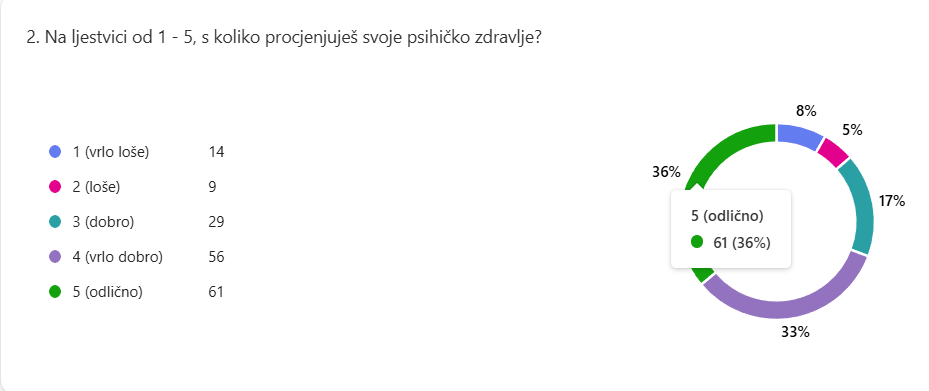 2. Na ljestvici od 1 - 5, s koliko procjenjuješ svoje psihičko zdravlje?
1 (vrlo loše) 14
2 (loše) 9
3 (dobro) 29
4 (vrlo dobro) 56
5 (odlično) 61
8%
5%
17%
33%
36%
5 (odlično)
61 (36%)